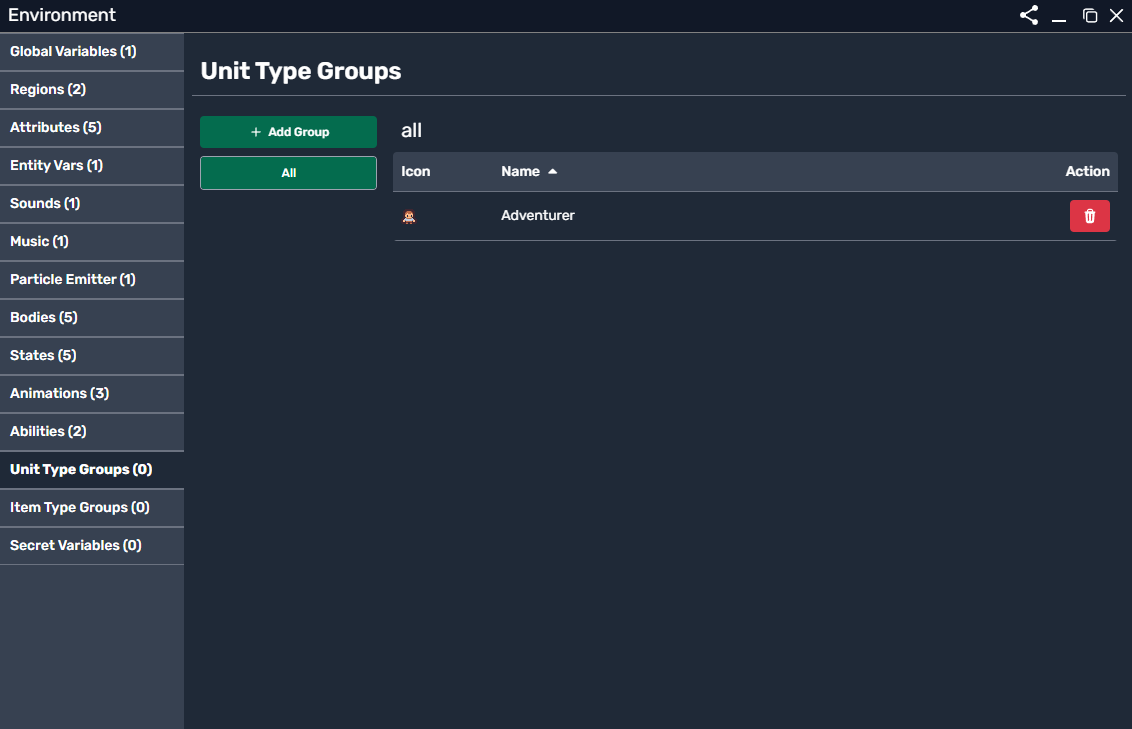 Environment
Global Variables (1)
Regions (2)
Attributes (5)
Entity Vars (1)
Sounds (1)
Music (1)
Particle Emitter (1)
Bodies (5)
States (5)
Animations (3)
Abilities (2)
Unit Type Groups (0)
Item Type Groups (0)
Secret Variables (0)
Unit Type Groups
+ Add Group
All
all
Icon Name Action
Adventurer